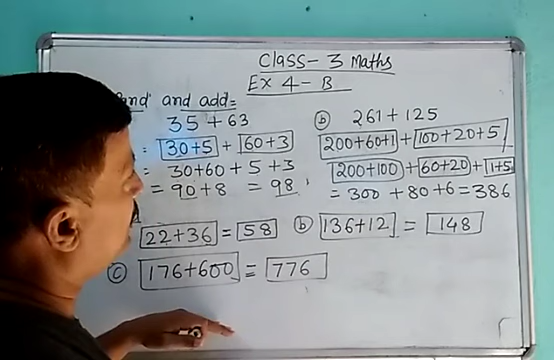 Class - 3 Maths
Ex 4 - B
and add=
35 + 63
= 30+5 + 60+3
= 30+60 + 5 + 3
= 90 + 8 = 98
(b) 261 + 125
200+60+1 + 100+20+5
200+100 + 60+20 + 1+5
= 300 + 80 + 6 = 386
22+36 = 58
(b) 136+12 = 148
(c) 176+600 = 776